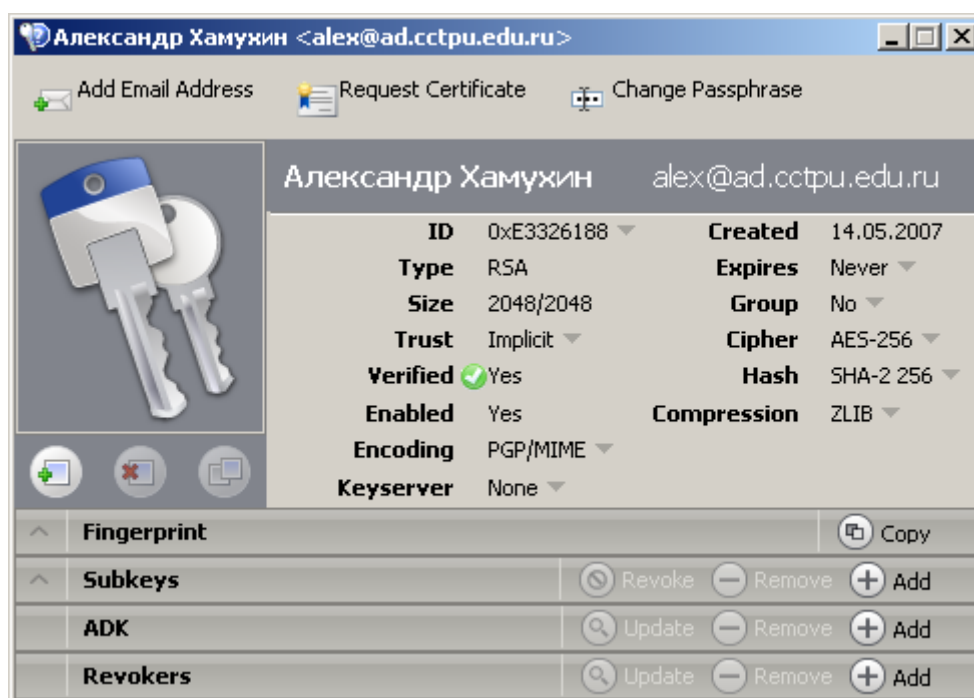 Александр Хамухин <alex@ad.cctpu.edu.ru>
Add Email Address Request Certificate Change Passphrase
Александр Хамухин alex@ad.cctpu.edu.ru
ID 0xE3326188 Created 14.05.2007
Type RSA Expires Never
Size 2048/2048 Group No
Trust Implicit Cipher AES-256
Verified Yes Hash SHA-2 256
Enabled Yes Compression ZLIB
Encoding PGP/MIME
Keyserver None
Fingerprint Copy
Subkeys Revoke Remove Add
ADK Update Remove Add
Revokers Update Remove Add